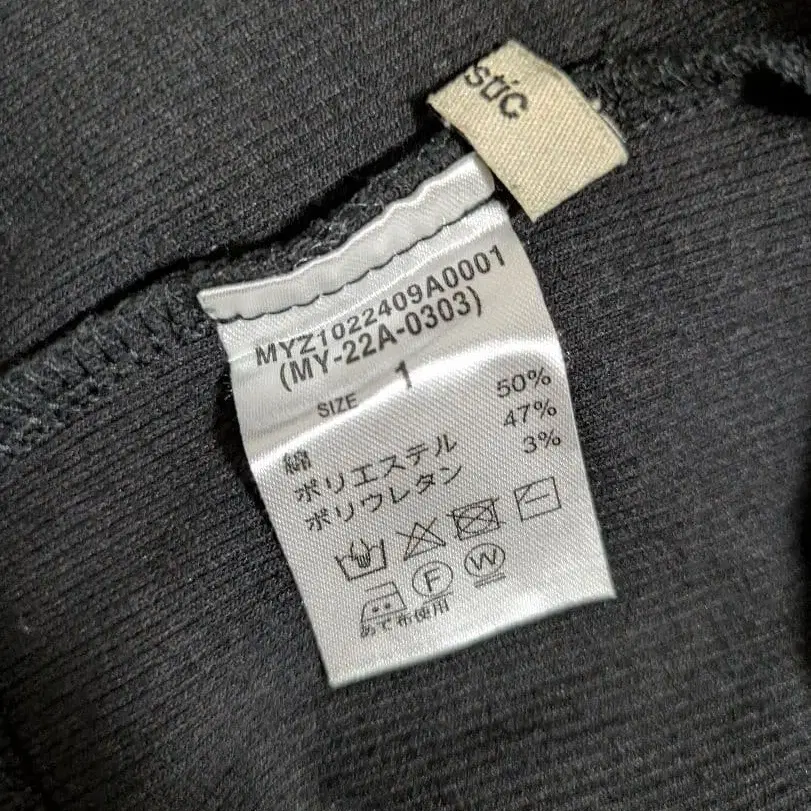 stic
MYZ1022409A0001
(MY-22A-0303)
SIZE 1
綿 50%
ポリエステル 47%
ポリウレタン 3%
F W
あて布使用